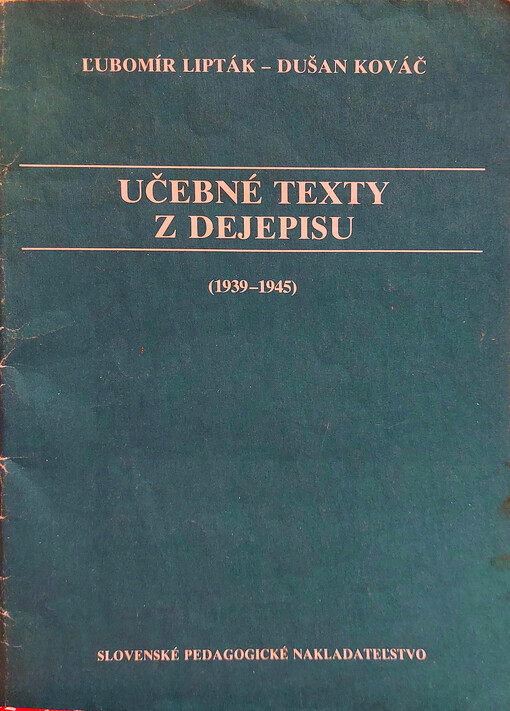 ĽUBOMÍR LIPTÁK – DUŠAN KOVÁČ
UČEBNÉ TEXTY
Z DEJEPISU
(1939–1945)
SLOVENSKÉ PEDAGOGICKÉ NAKLADATEĽSTVO